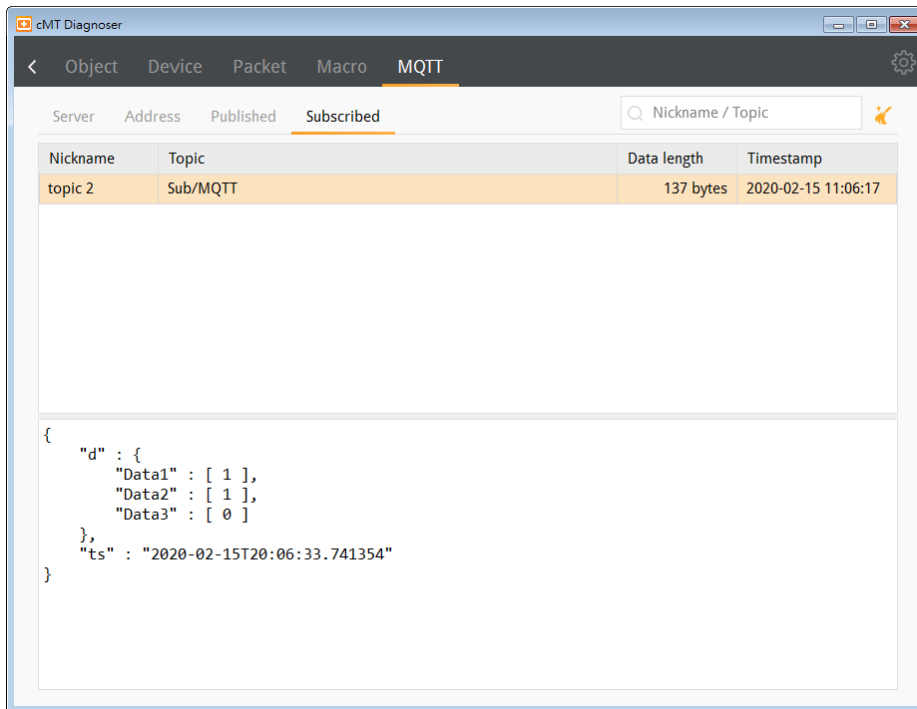 cMT Diagnoser
Object Device Packet Macro MQTT
Server Address Published Subscribed Nickname / Topic
Nickname Topic Data length Timestamp
topic 2 Sub/MQTT 137 bytes 2020-02-15 11:06:17
{
    "d" : {
        "Data1" : [ 1 ],
        "Data2" : [ 1 ],
        "Data3" : [ 0 ]
    },
    "ts" : "2020-02-15T20:06:33.741354"
}